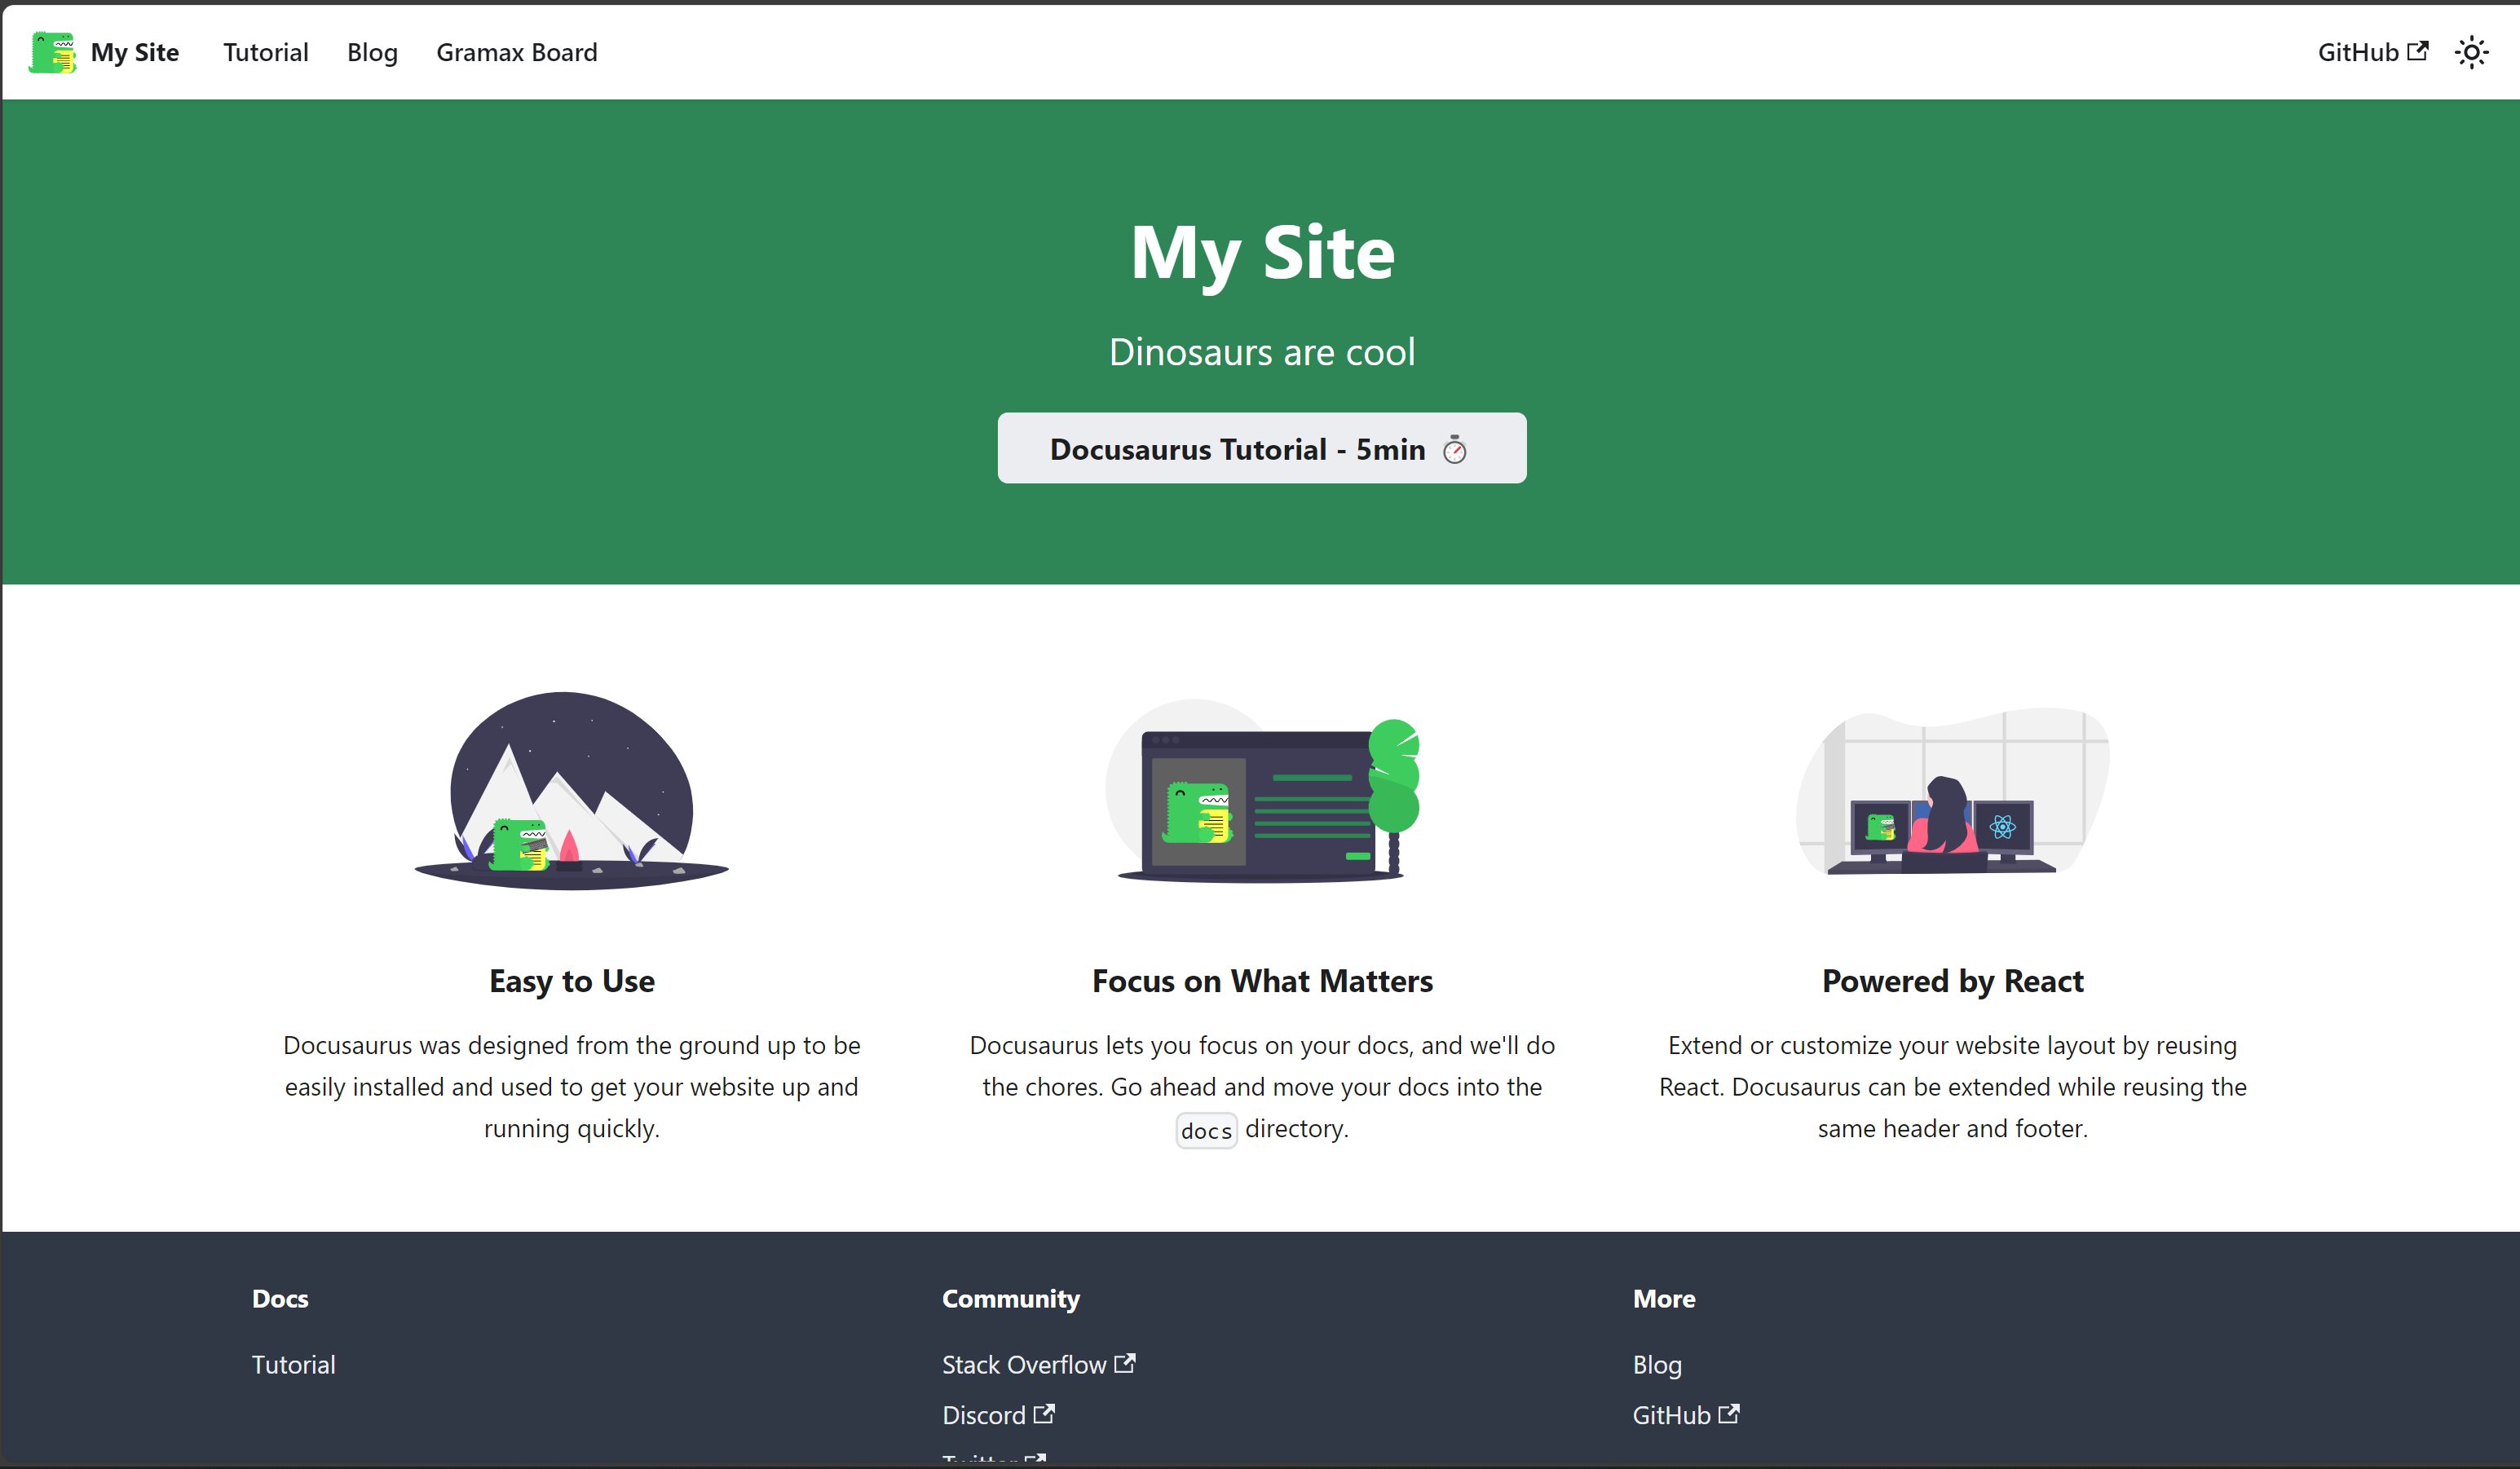 My Site Tutorial Blog Gramax Board GitHub
My Site
Dinosaurs are cool
Docusaurus Tutorial - 5min ⏱️
Easy to Use
Docusaurus was designed from the ground up to be
easily installed and used to get your website up and
running quickly.
Focus on What Matters
Docusaurus lets you focus on your docs, and we'll do
the chores. Go ahead and move your docs into the
docs directory.
Powered by React
Extend or customize your website layout by reusing
React. Docusaurus can be extended while reusing the
same header and footer.
Docs
Tutorial
Community
Stack Overflow
Discord
Twitter
More
Blog
GitHub